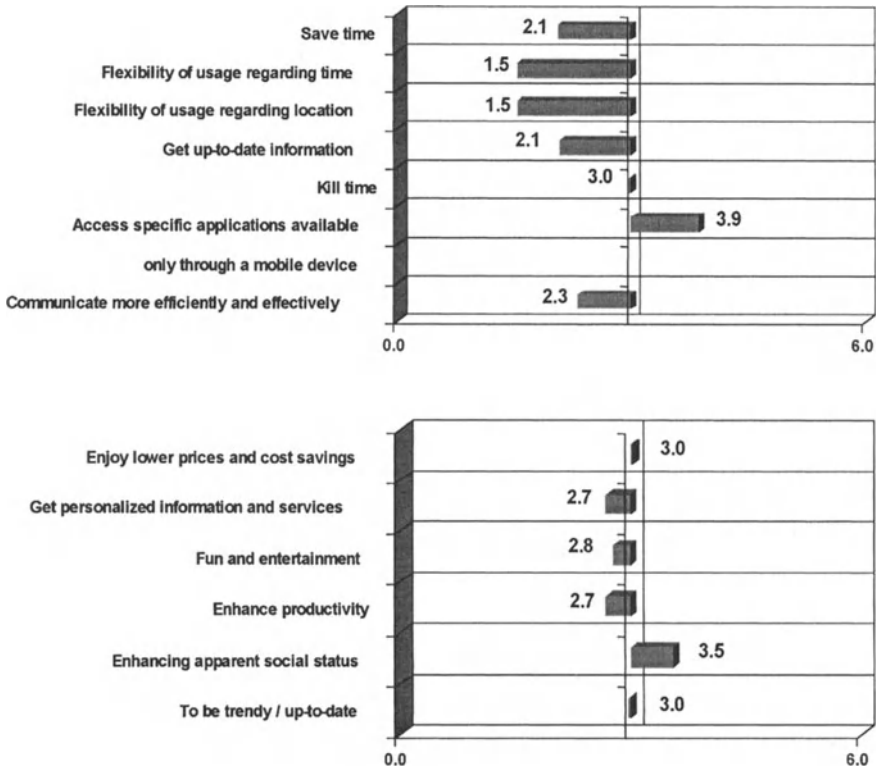 Save time 2.1
Flexibility of usage regarding time 1.5
Flexibility of usage regarding location 1.5
Get up-to-date information 2.1
Kill time 3.0
Access specific applications available 3.9
only through a mobile device
Communicate more efficiently and effectively 2.3
0.0 6.0
Enjoy lower prices and cost savings 3.0
Get personalized information and services 2.7
Fun and entertainment 2.8
Enhance productivity 2.7
Enhancing apparent social status 3.5
To be trendy / up-to-date 3.0
0.0 6.0